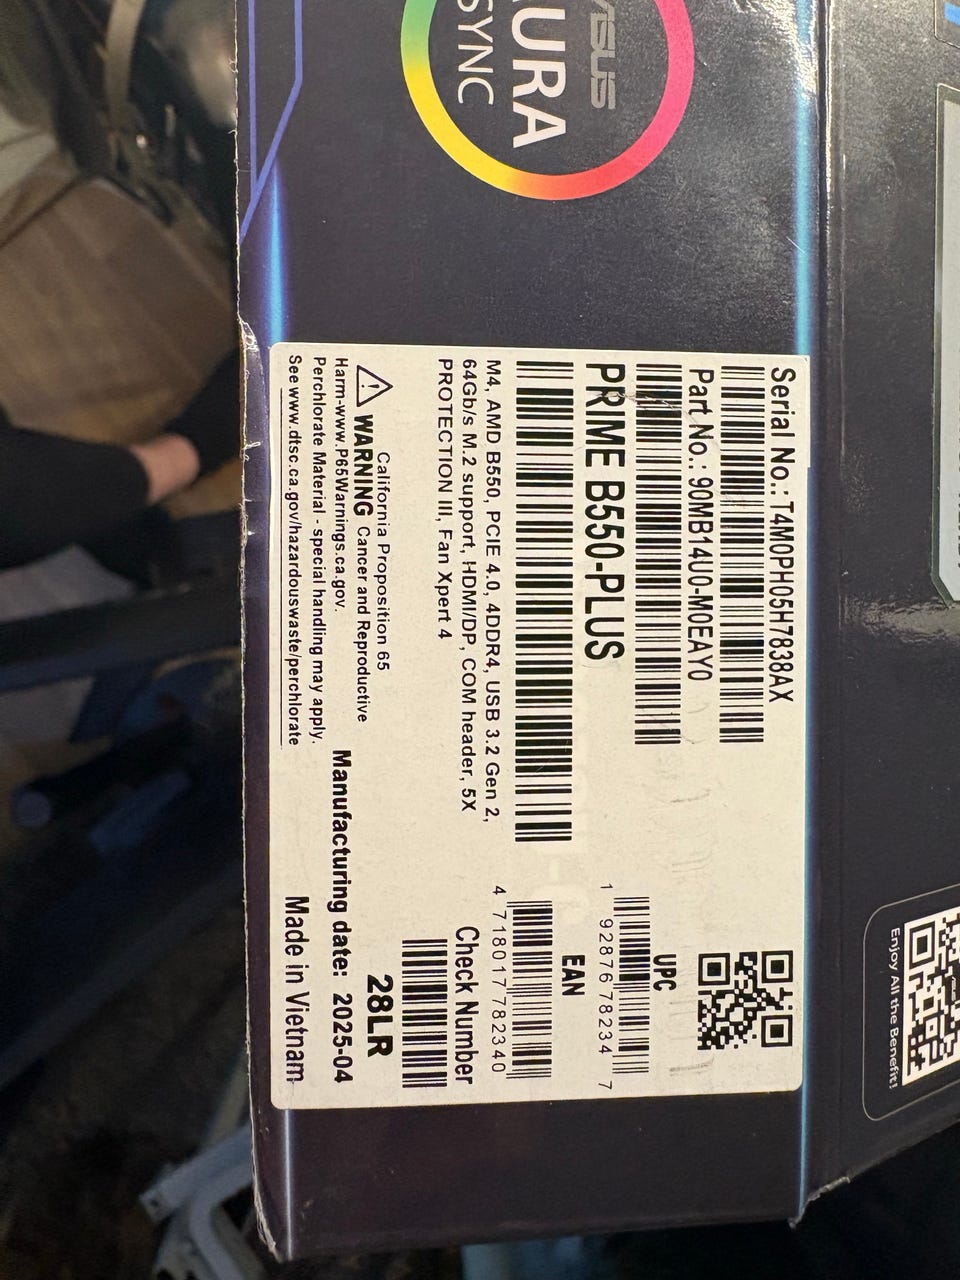 ASUS
AURA
SYNC
Serial No.: T4M0PH05H7838AX
Part No.: 90MB14U0-M0EAY0
PRIME B550-PLUS
M4, AMD B550, PCIE 4.0, 4DDR4, USB 3.2 Gen 2,
64Gb/s M.2 support, HDMI/DP, COM header, 5X
PROTECTION III, Fan Xpert 4
California Proposition 65
WARNING Cancer and Reproductive
Harm-www.P65Warnings.ca.gov.
Perchlorate Material - special handling may apply.
See www.dtsc.ca.gov/hazardouswaste/perchlorate
UPC
1 92876 78234 7
EAN
4 718017 782340
Check Number
28LR
Manufacturing date: 2025-04
Made in Vietnam
Enjoy All the Benefit!